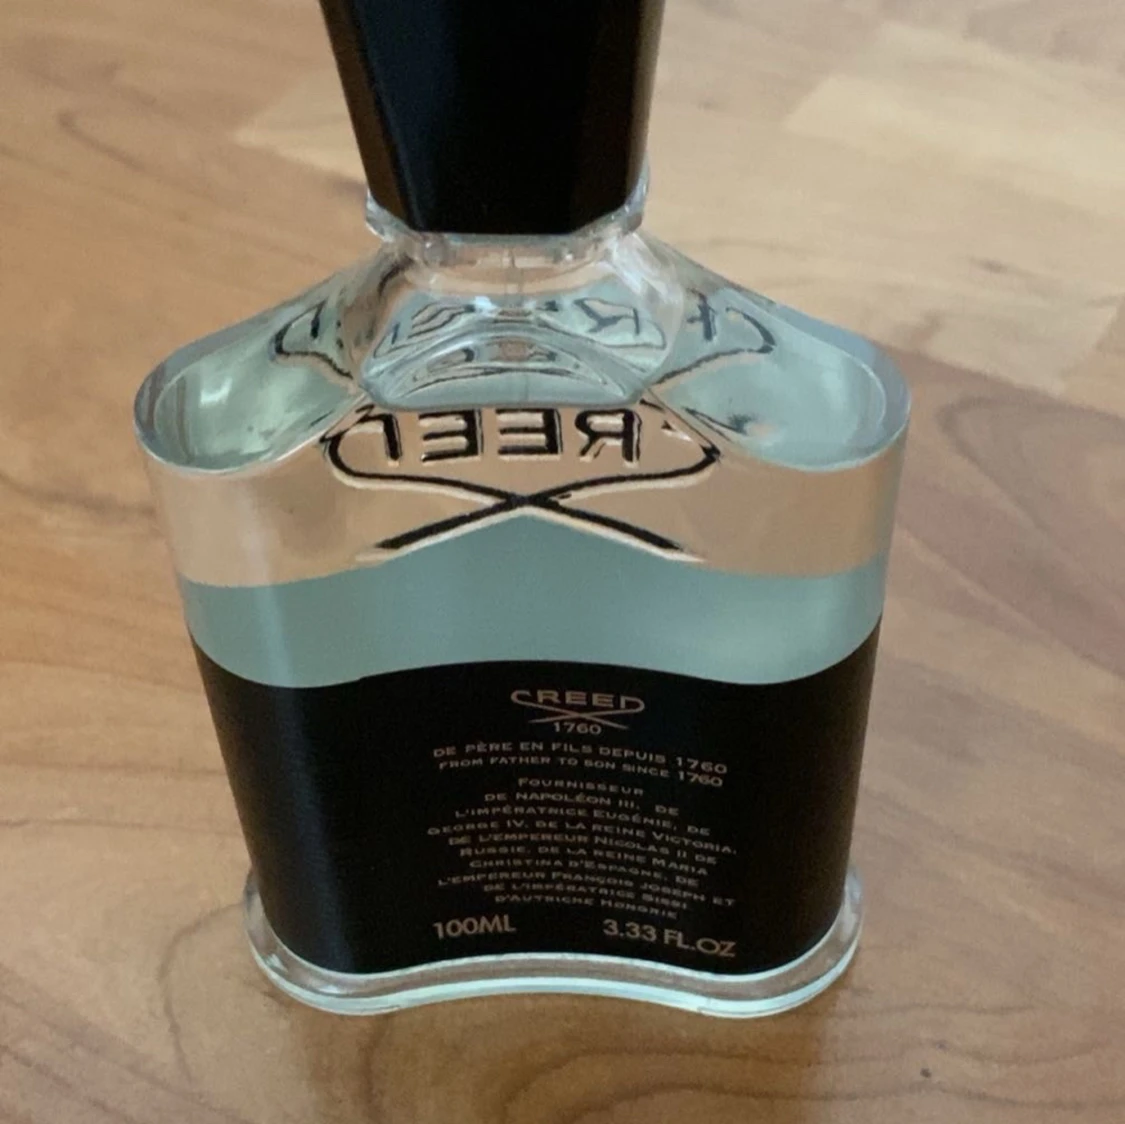 CREED
CREED
1760
DE PÈRE EN FILS DEPUIS 1760
FROM FATHER TO SON SINCE 1760
FOURNISSEUR
DE NAPOLÉON III, DE
L'IMPÉRATRICE EUGÉNIE, DE
GEORGE IV, DE LA REINE VICTORIA,
DE L'EMPEREUR NICOLAS II DE
RUSSIE, DE LA REINE MARIA
CHRISTINA D'ESPAGNE, DE
L'EMPEREUR FRANÇOIS JOSEPH ET
DE L'IMPÉRATRICE SISSI
D'AUTRICHE HONGRIE
100ML 3.33 FL.OZ